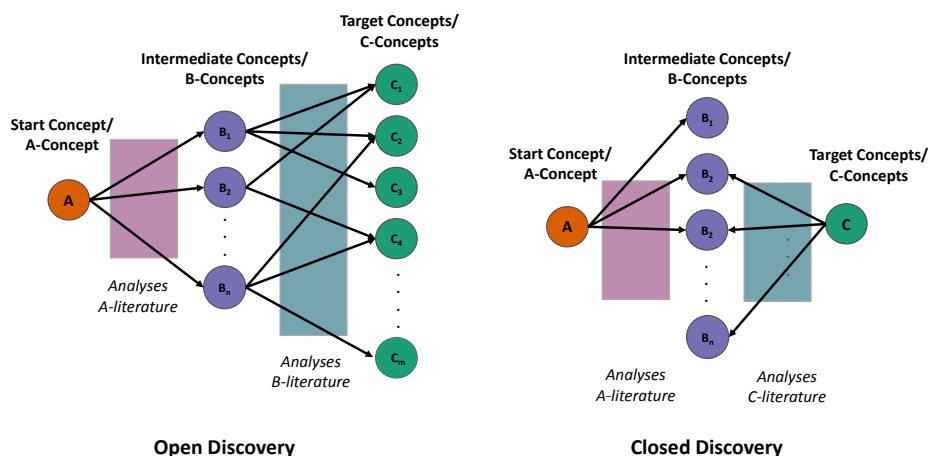 Target Concepts/
C-Concepts
Intermediate Concepts/
B-Concepts
Start Concept/
A-Concept
A
B1
B2
Bn
C1
C2
C3
C4
Cm
Analyses
A-literature
Analyses
B-literature
Open Discovery
Intermediate Concepts/
B-Concepts
Start Concept/
A-Concept
Target Concepts/
C-Concepts
A
B1
B2
B2
Bn
C
Analyses
A-literature
Analyses
C-literature
Closed Discovery